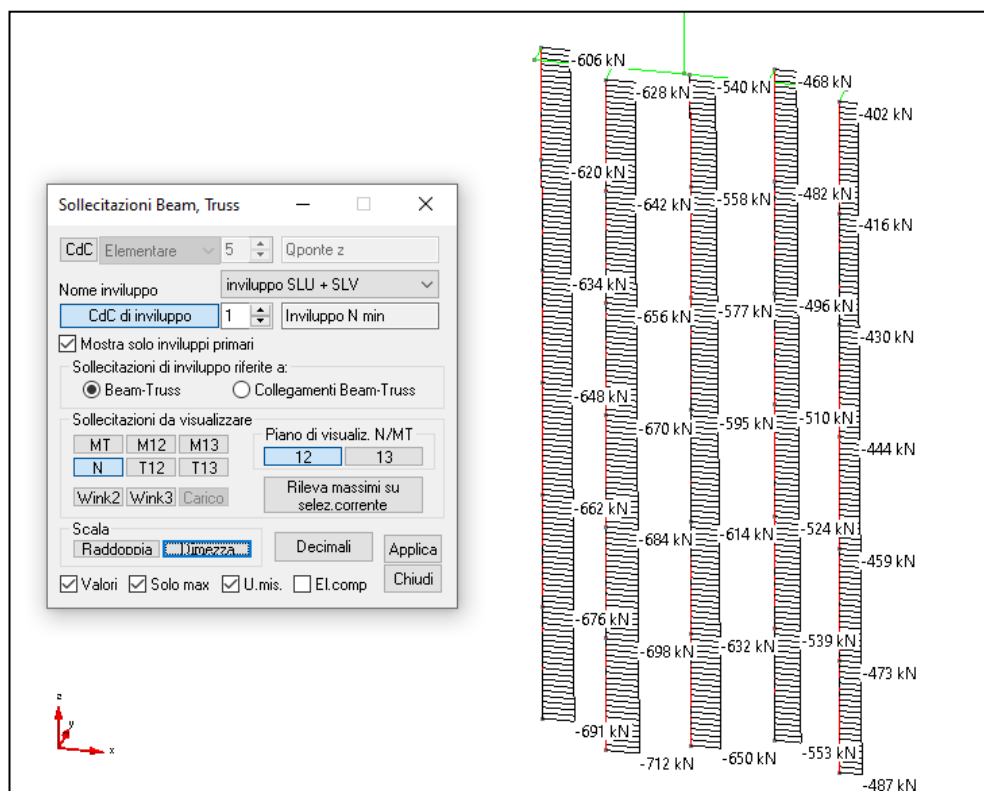 Sollecitazioni Beam, Truss
CdC Elementare 5 Qponte z
Nome inviluppo inviluppo SLU + SLV
CdC di inviluppo 1 Inviluppo N min
Mostra solo inviluppi primari
Sollecitazioni di inviluppo riferite a:
Beam-Truss Collegamenti Beam-Truss
Sollecitazioni da visualizzare
Piano di visualiz. N/MT
MT M12 M13
12 13
N T12 T13
Rileva massimi su
selez.corrente
Wink2 Wink3 Carico
Scala
Raddoppia Dimezza Decimali Applica
Valori Solo max U.mis. El.comp Chiudi
-606 kN
-628 kN
-540 kN
-468 kN
-402 kN
-620 kN
-642 kN
-558 kN
-482 kN
-416 kN
-634 kN
-656 kN
-577 kN
-496 kN
-430 kN
-648 kN
-670 kN
-595 kN
-510 kN
-444 kN
-662 kN
-684 kN
-614 kN
-524 kN
-459 kN
-676 kN
-698 kN
-632 kN
-539 kN
-473 kN
-691 kN
-712 kN
-650 kN
-553 kN
-487 kN
z
y
x